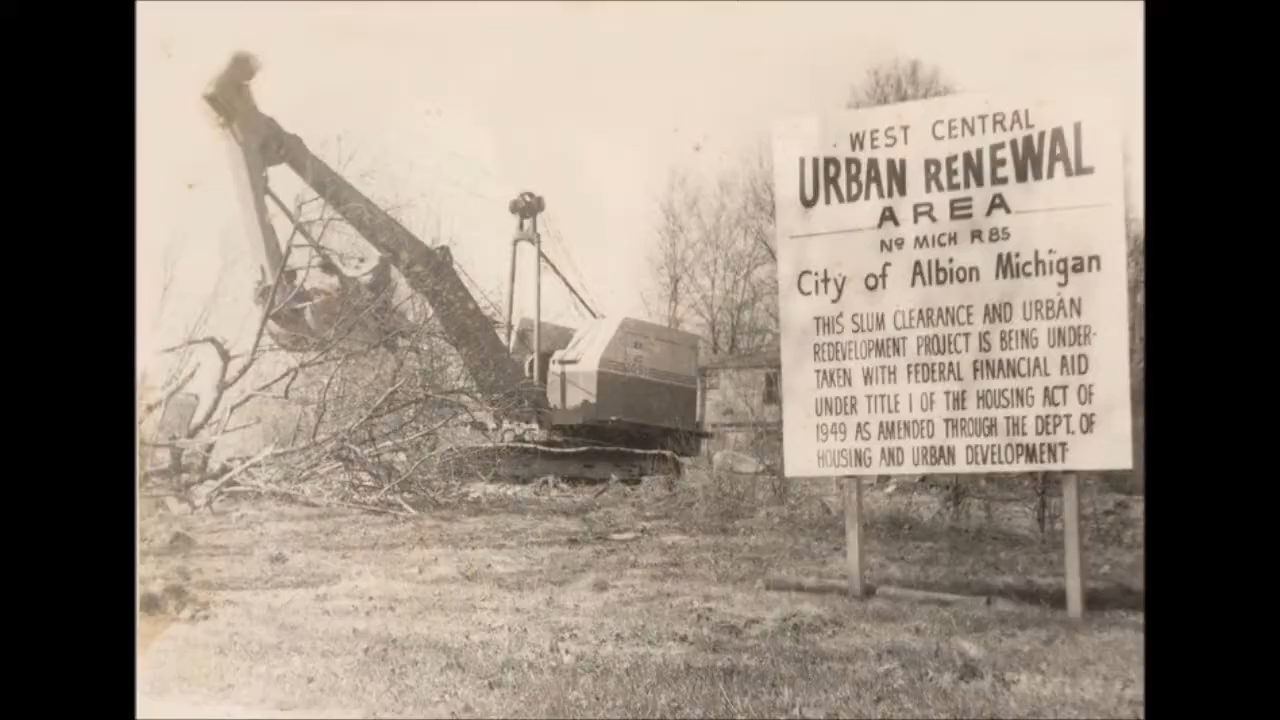 WEST CENTRAL
URBAN RENEWAL
AREA
Nº MICH R85
City of Albion Michigan
THIS SLUM CLEARANCE AND URBAN
REDEVELOPMENT PROJECT IS BEING UNDER-
TAKEN WITH FEDERAL FINANCIAL AID
UNDER TITLE I OF THE HOUSING ACT OF
1949 AS AMENDED THROUGH THE DEPT. OF
HOUSING AND URBAN DEVELOPMENT